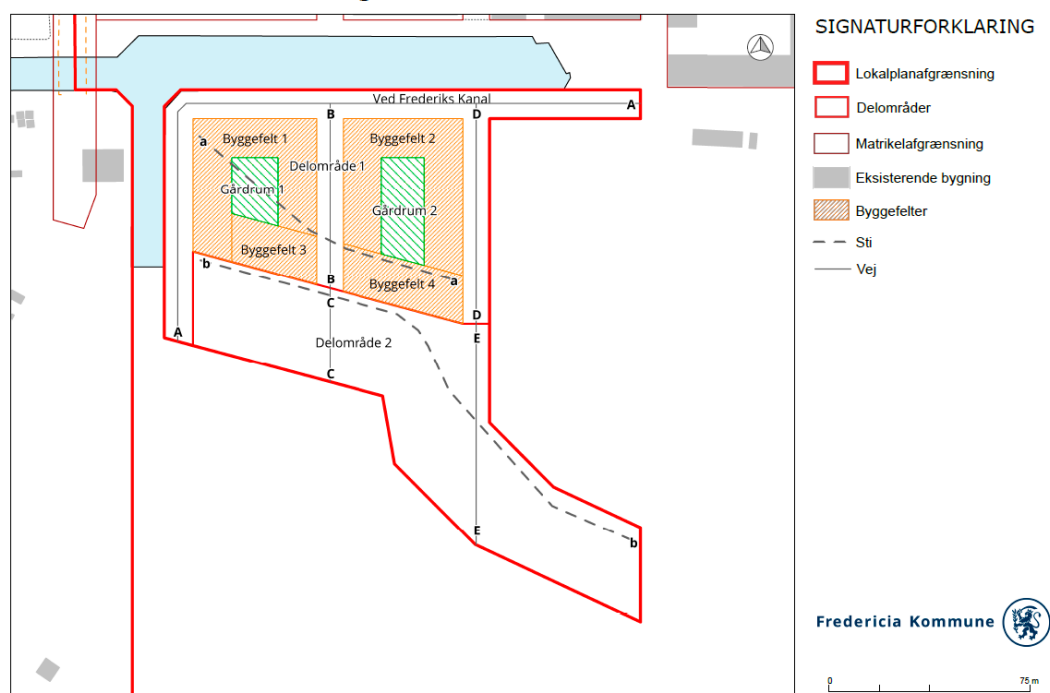 Ved Frederiks Kanal
A
B
D
a
Byggefelt 1
Byggefelt 2
Delområde 1
Gårdrum 1
Gårdrum 2
Byggefelt 3
b
B
a
Byggefelt 4
C
D
A
E
Delområde 2
C
E
b
SIGNATURFORKLARING
Lokalplanafgrænsning
Delområder
Matrikelafgrænsning
Eksisterende bygning
Byggefelter
Sti
Vej
Fredericia Kommune
0
75 m